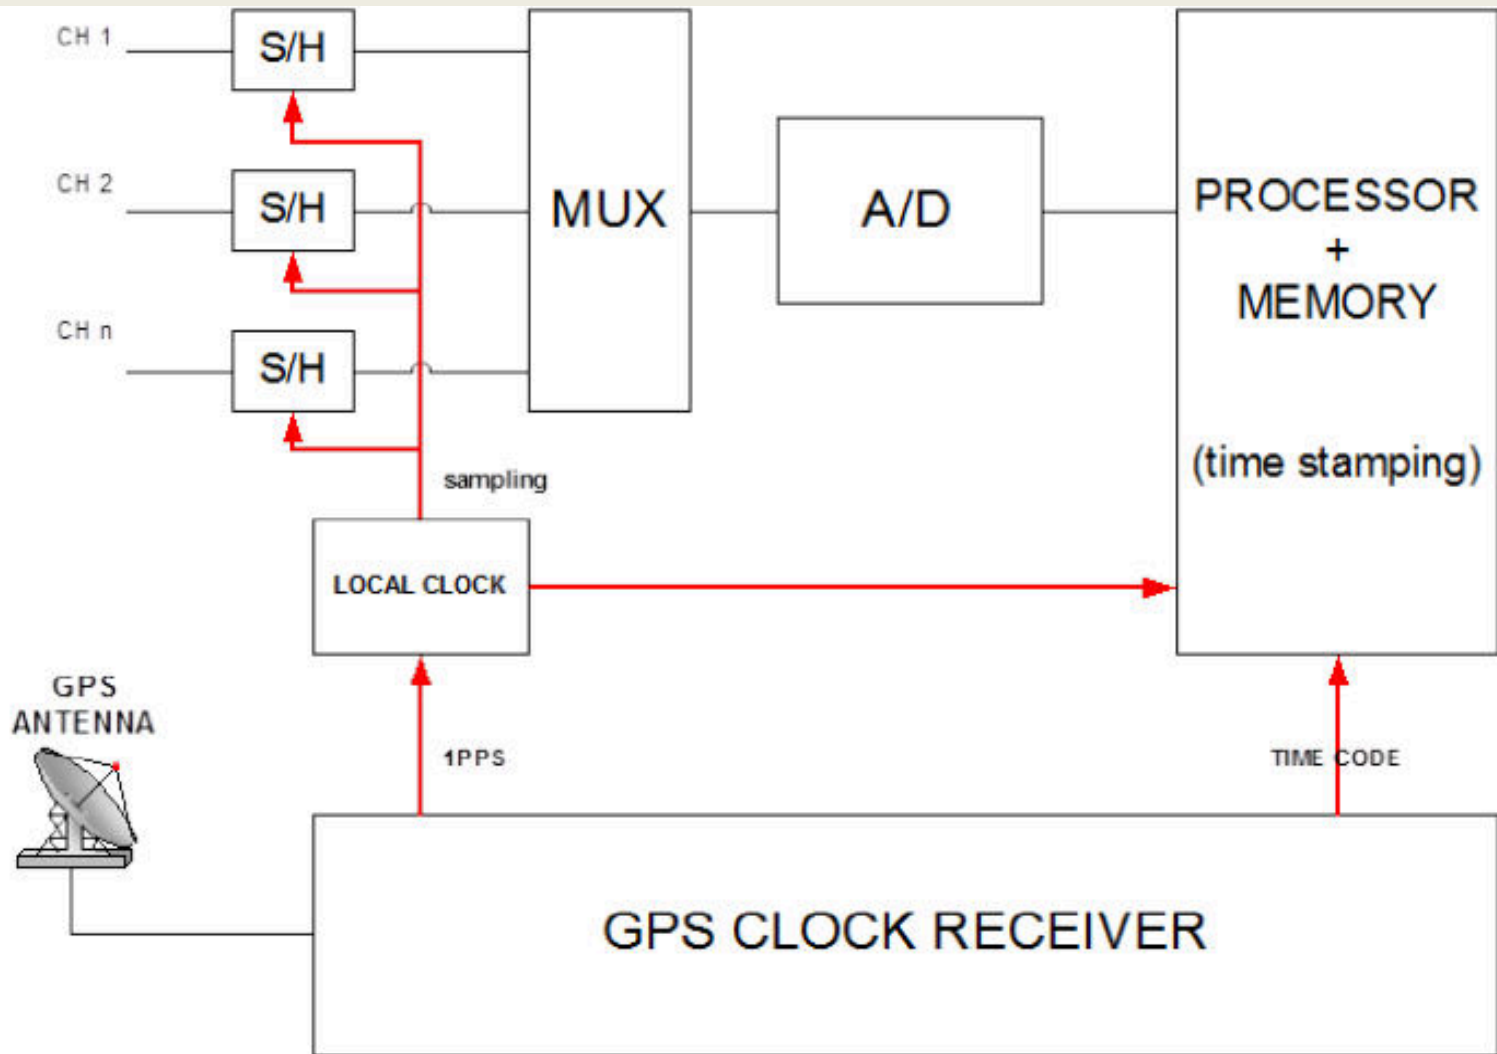 CH 1
S/H
CH 2
S/H
CH n
S/H
MUX
A/D
PROCESSOR
+
MEMORY
(time stamping)
sampling
LOCAL CLOCK
GPS
ANTENNA
1PPS
TIME CODE
GPS CLOCK RECEIVER